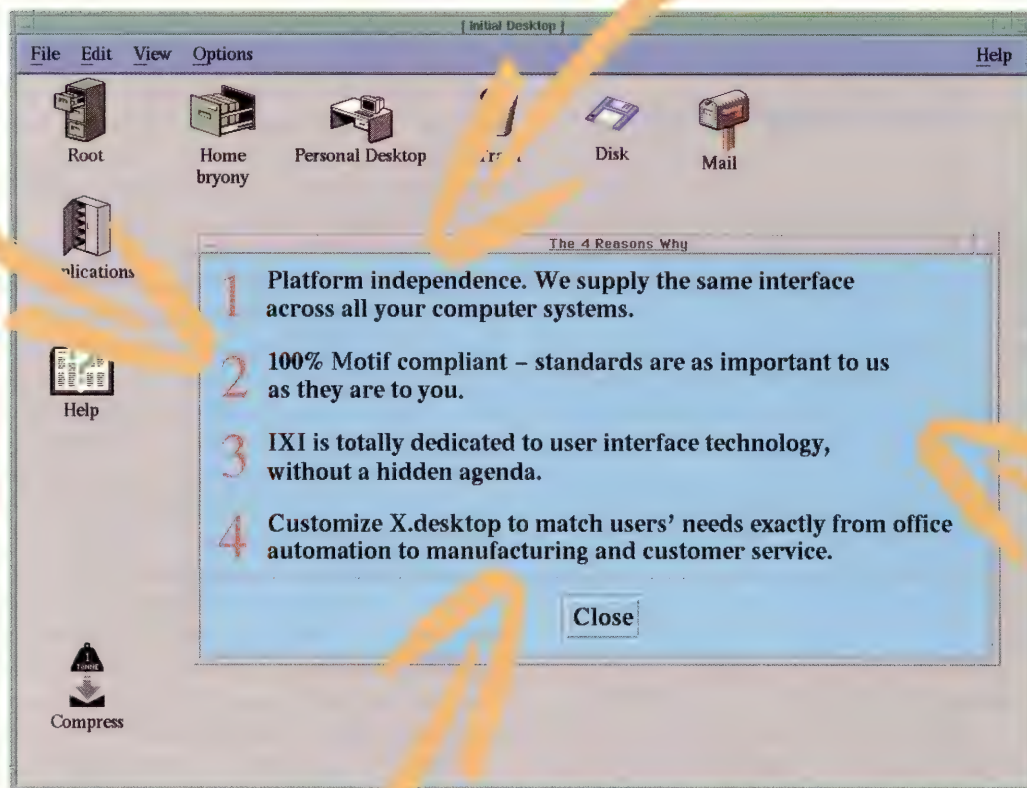 [ Initial Desktop ]
File Edit View Options Help
Root
Home
bryony
Personal Desktop
Disk
Mail
Help
The 4 Reasons Why
1 Platform independence. We supply the same interface
across all your computer systems.
2 100% Motif compliant – standards are as important to us
as they are to you.
3 IXI is totally dedicated to user interface technology,
without a hidden agenda.
4 Customize X.desktop to match users' needs exactly from office
automation to manufacturing and customer service.
Close
1
TONNE
Compress